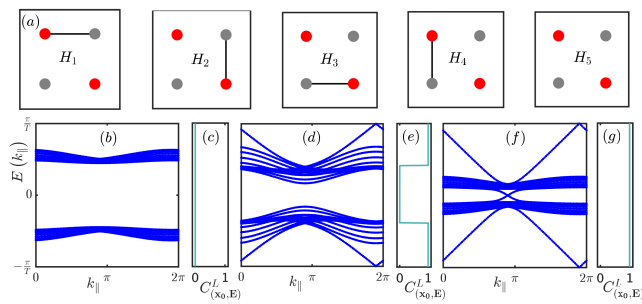 (a)
H₁ H₂ H₃ H₄ H₅
π/T
(b) (c) (d) (e) (f) (g)
E (k∥)
0
−π/T
0 π 2π 0 1 0 π 2π 0 1 0 π 2π 0 1
k∥ C^L_(x₀,E) k∥ C^L_(x₀,E) k∥ C^L_(x₀,E)